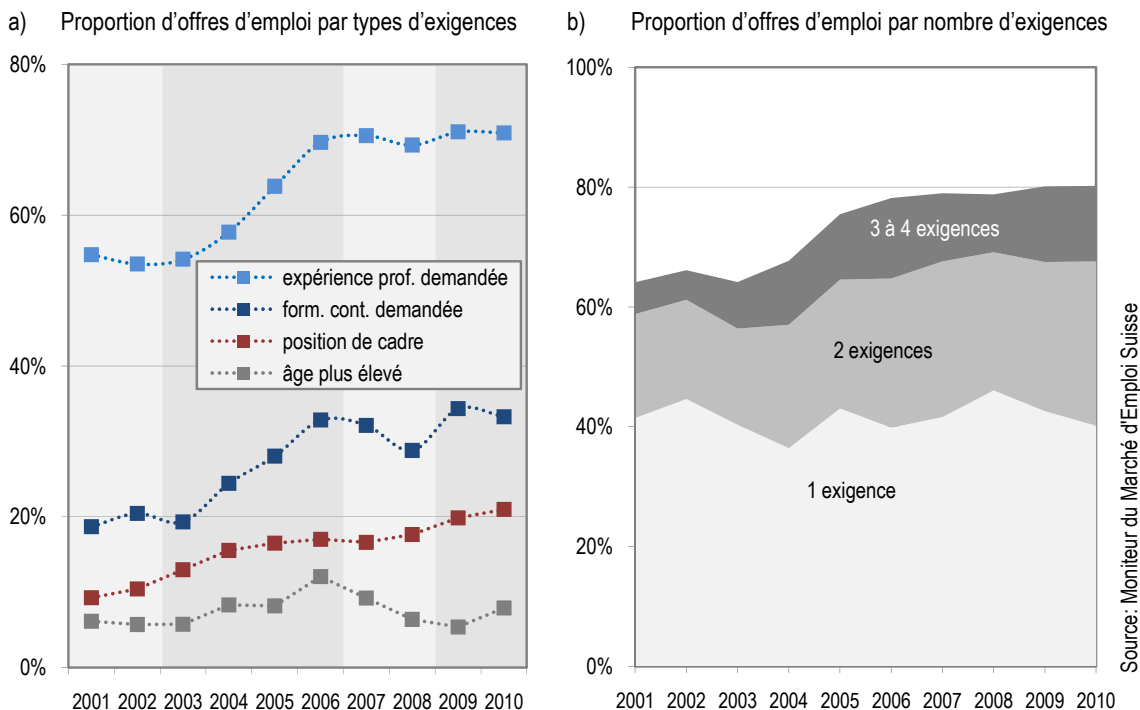 a) Proportion d'offres d'emploi par types d'exigences
80%
60%
40%
20%
0%
expérience prof. demandée
form. cont. demandée
position de cadre
âge plus élevé
2001 2002 2003 2004 2005 2006 2007 2008 2009 2010
b) Proportion d'offres d'emploi par nombre d'exigences
100%
80%
60%
40%
20%
0%
3 à 4 exigences
2 exigences
1 exigence
2001 2002 2003 2004 2005 2006 2007 2008 2009 2010
Source: Moniteur du Marché d'Emploi Suisse